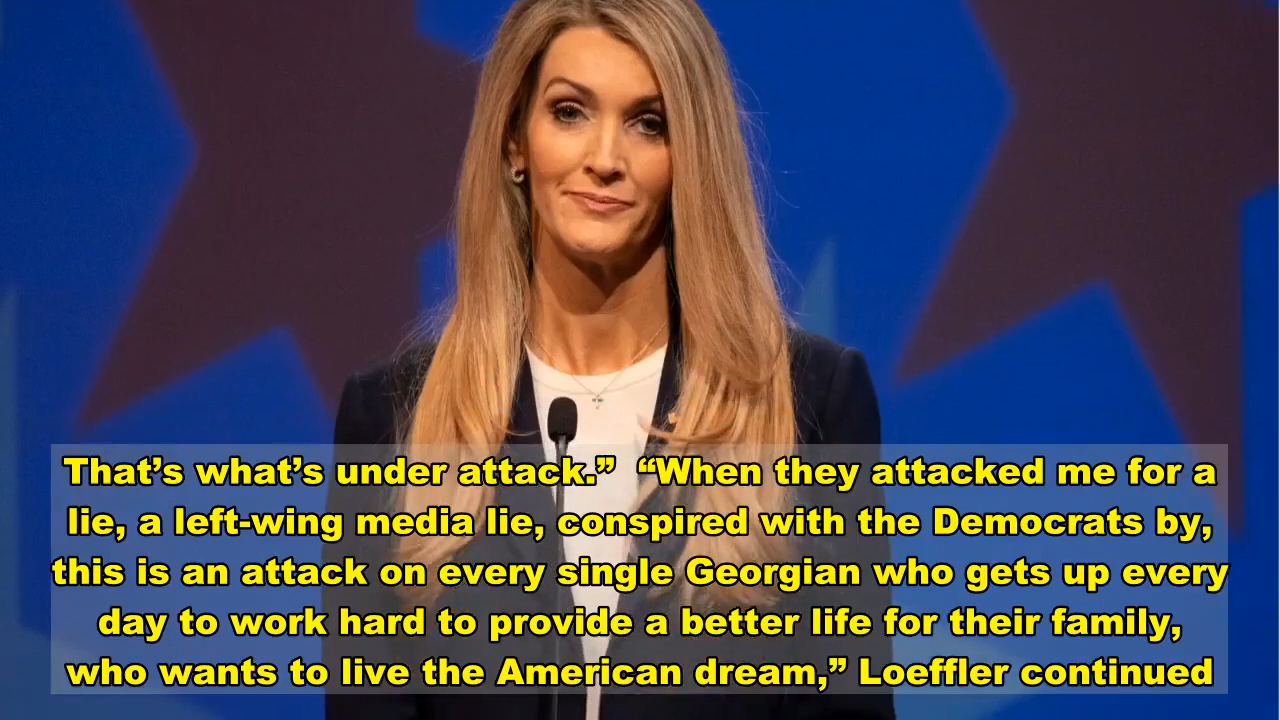 That’s what’s under attack.”  “When they attacked me for a
lie, a left-wing media lie, conspired with the Democrats by,
this is an attack on every single Georgian who gets up every
day to work hard to provide a better life for their family,
who wants to live the American dream,” Loeffler continued